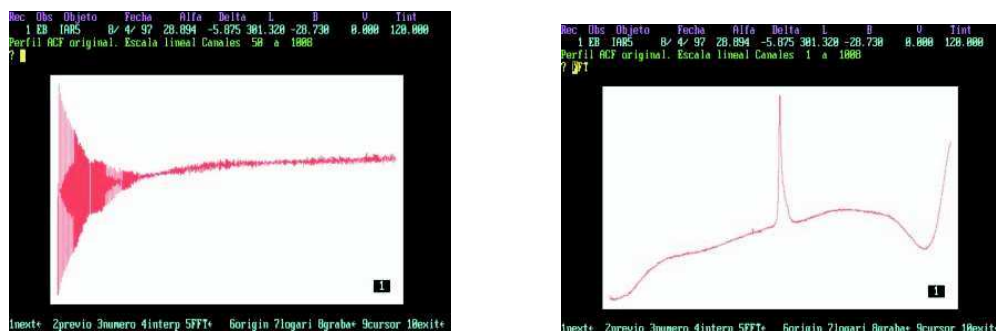 Rec Obs Objeto Fecha Alfa Delta L B V Tint
1 EB IAR5 8/ 4/ 97 28.894 -5.875 301.320 -28.730 0.000 120.000
Perfil ACF original. Escala lineal Canales 50 a 1008
?
1
1next← 2previo 3numero 4interp 5FFT← 6origin 7logari 8graba← 9cursor 10exit←
Rec Obs Objeto Fecha Alfa Delta L B V Tint
1 EB IAR5 8/ 4/ 97 28.894 -5.875 301.320 -28.730 0.000 120.000
Perfil ACF original. Escala lineal Canales 1 a 1008
? FFT
1
1next← 2previo 3numero 4interp 5FFT← 6origin 7logari 8graba← 9cursor 10exit←